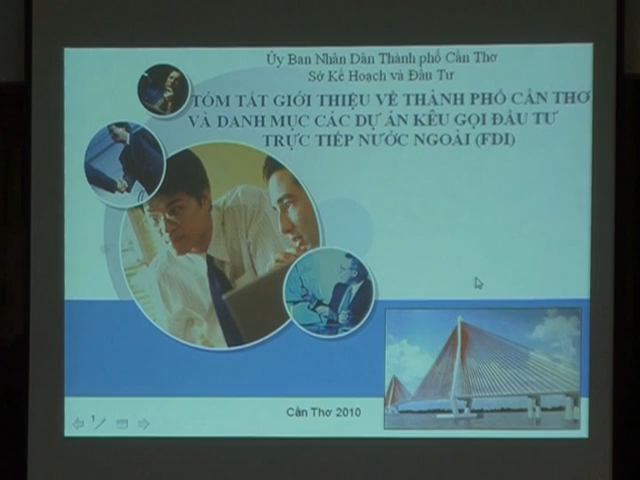 Ủy Ban Nhân Dân Thành phố Cần Thơ
Sở Kế Hoạch và Đầu Tư
TÓM TẮT GIỚI THIỆU VỀ THÀNH PHỐ CẦN THƠ
VÀ DANH MỤC CÁC DỰ ÁN KÊU GỌI ĐẦU TƯ
TRỰC TIẾP NƯỚC NGOÀI (FDI)
Cần Thơ 2010